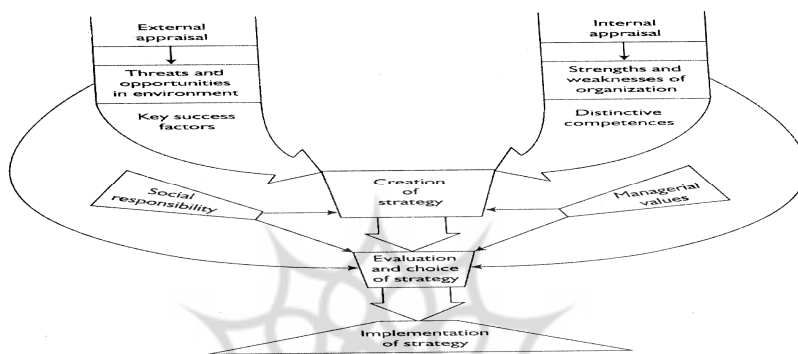 External
appraisal
Threats and
opportunities
in environment
Key success
factors
Internal
appraisal
Strengths and
weaknesses of
organization
Distinctive
competences
Creation
of
strategy
Social
responsibility
Managerial
values
Evaluation
and choice
of strategy
Implementation
of strategy